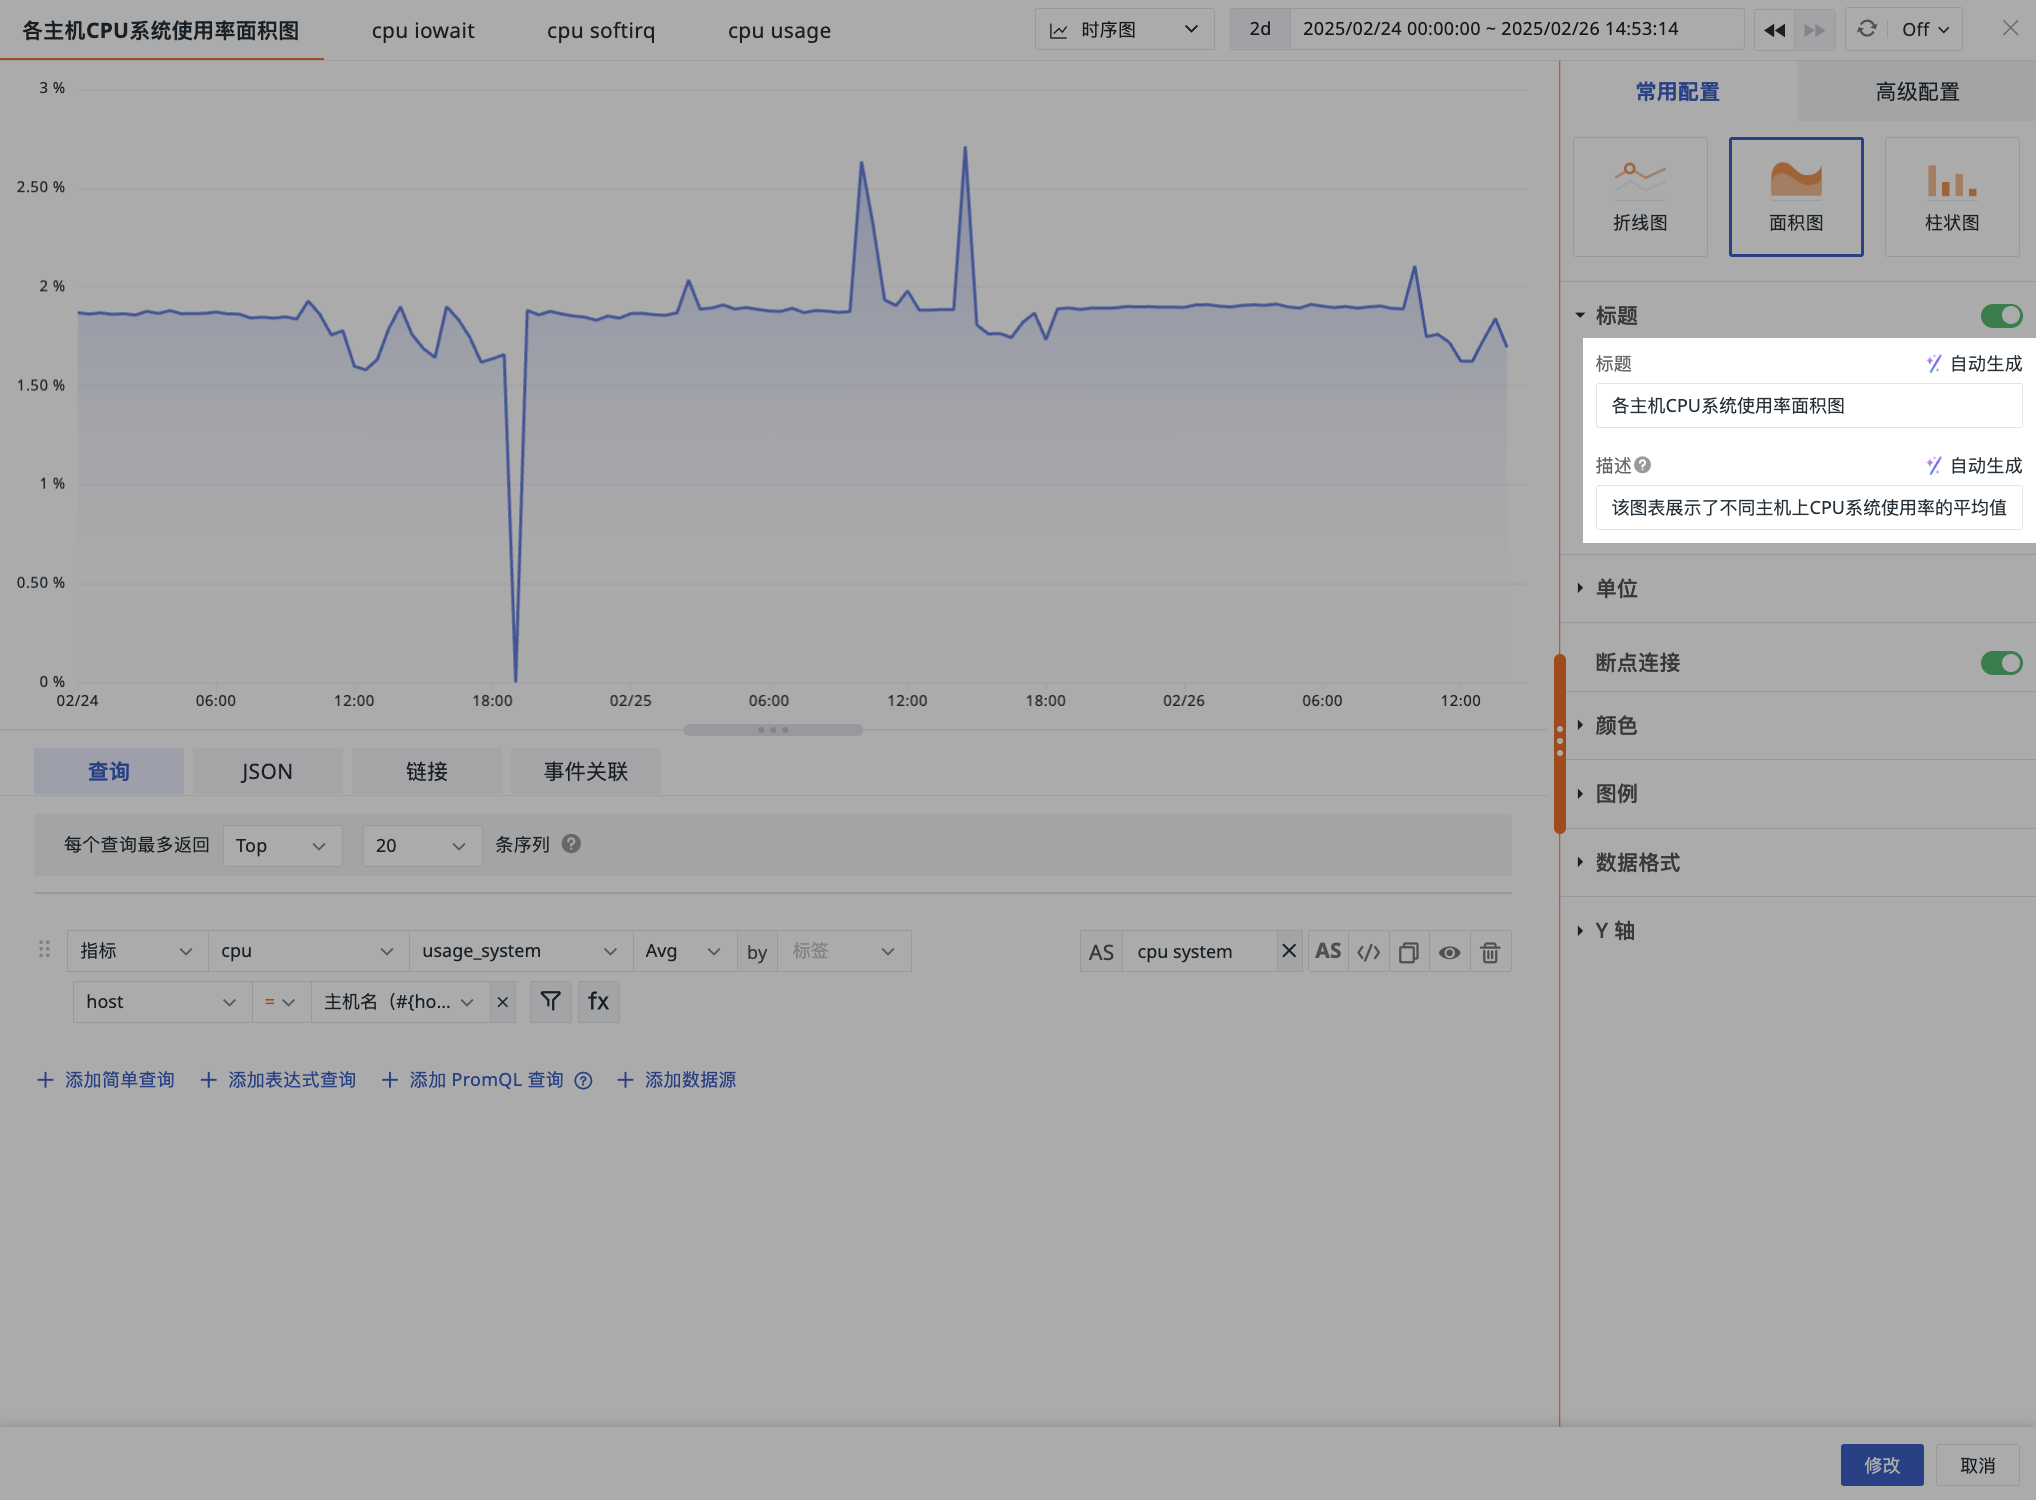 各主机CPU系统使用率面积图
cpu iowait
cpu softirq
cpu usage
时序图
2d
2025/02/24 00:00:00 ~ 2025/02/26 14:53:14
Off
3 %
2.50 %
2 %
1.50 %
1 %
0.50 %
0 %
02/24
06:00
12:00
18:00
02/25
06:00
12:00
18:00
02/26
06:00
12:00
常用配置
高级配置
折线图
面积图
柱状图
标题
标题
自动生成
各主机CPU系统使用率面积图
描述
自动生成
该图表展示了不同主机上CPU系统使用率的平均值
单位
断点连接
颜色
图例
数据格式
Y 轴
查询
JSON
链接
事件关联
每个查询最多返回
Top
20
条序列
指标
cpu
usage_system
Avg
by
标签
AS
cpu system
AS
host
=
主机名（#{ho...
fx
添加简单查询
添加表达式查询
添加 PromQL 查询
添加数据源
修改
取消